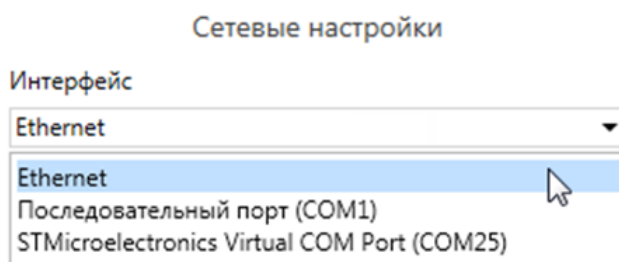 Сетевые настройки
Интерфейс
Ethernet
Ethernet
Последовательный порт (COM1)
STMicroelectronics Virtual COM Port (COM25)